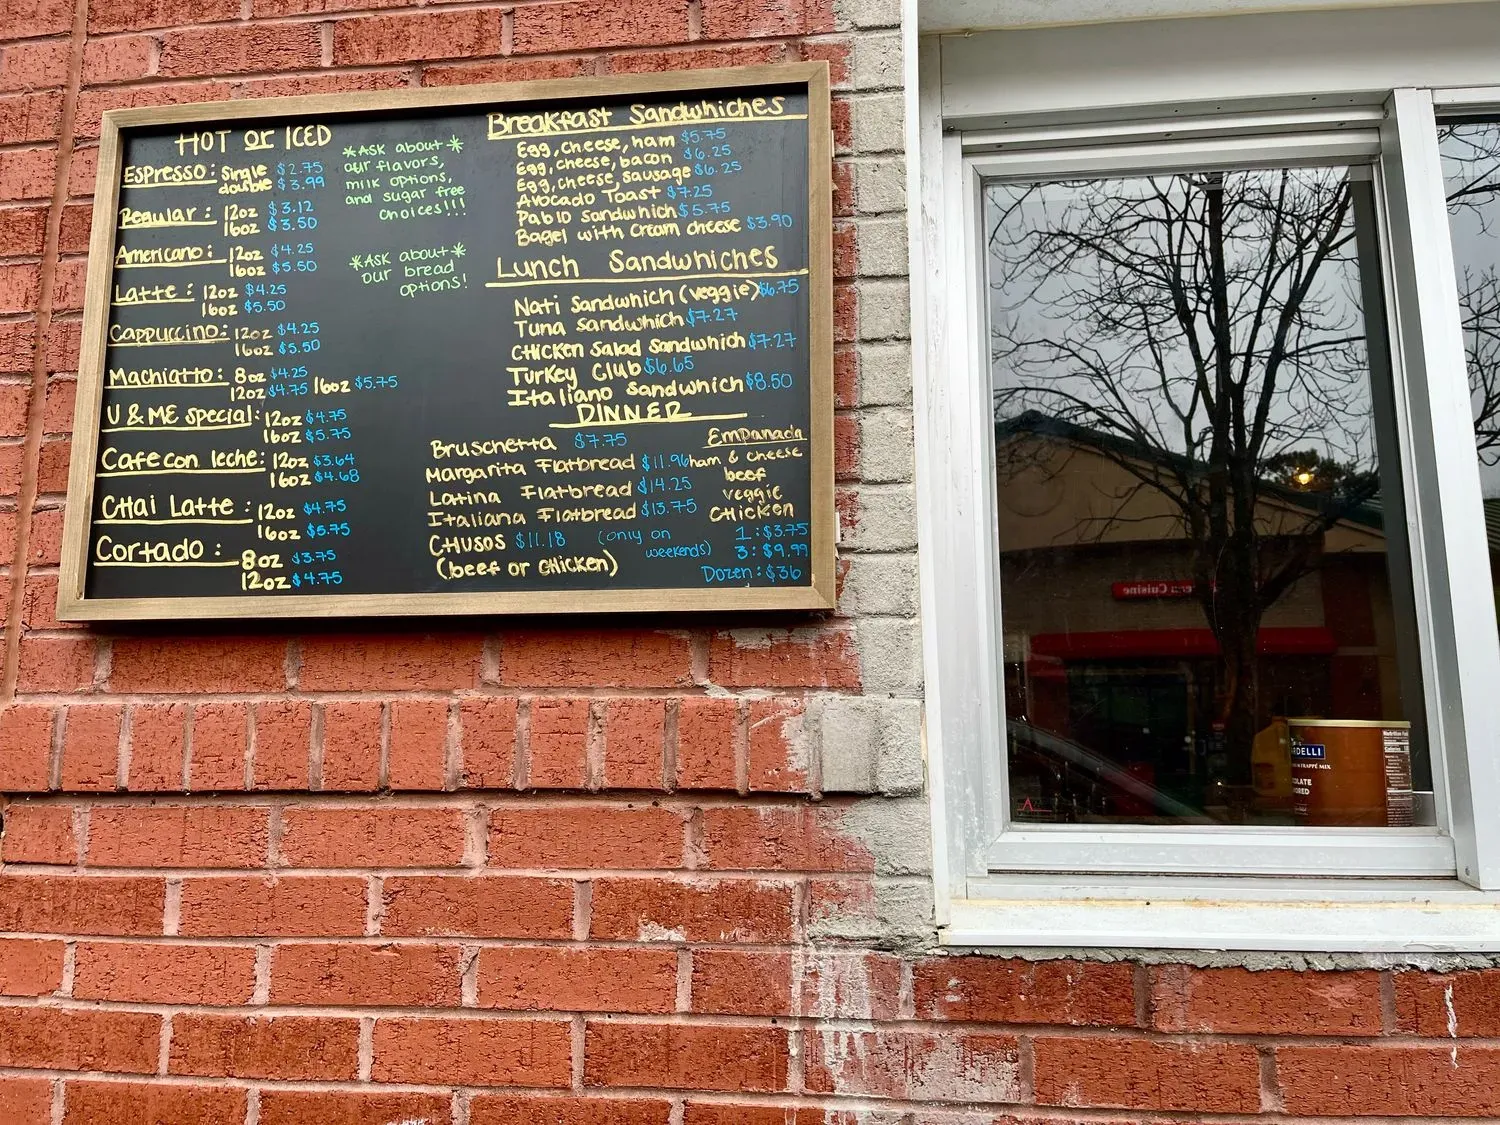 HOT or ICED
Espresso: single $2.75
double $3.99
Regular: 12oz $3.12
16oz $3.50
Americano: 12oz $4.25
16oz $5.50
Latte: 12oz $4.25
16oz $5.50
Cappuccino: 12oz $4.25
16oz $5.50
Machiatto: 8oz $4.25
12oz $4.75 16oz $5.75
U & ME special: 12oz $4.75
16oz $5.75
Cafe con leche: 12oz $3.64
16oz $4.68
CHai Latte: 12oz $4.75
16oz $5.75
Cortado: 8oz $3.75
12oz $4.75
*ASK about*
our flavors,
milk options,
and sugar free
choices!!!
*ASK about*
our bread
options!
Breakfast Sandwhiches
Egg, cheese, ham $5.75
Egg, cheese, bacon $6.25
Egg, cheese, sausage $6.25
Avocado Toast $7.25
Pablo sandwhich $5.75
Bagel with cream cheese $3.90
Lunch Sandwhiches
Nati Sandwhich (veggie) $6.75
Tuna sandwhich $7.27
CHicken salad sandwhich $7.27
Turkey Club $6.65
Italiano sandwhich $8.50
DINNER
Bruschetta $7.75
Margarita Flatbread $11.96
Latina Flatbread $14.25
Italiana Flatbread $13.75
CHUSOS $11.18 (only on
weekends)
(beef or cHicken)
Empanada
ham & cheese
beef
veggie
CHicken
1: $3.75
3: $9.99
Dozen: $36
Cuisine
RDELLI
FRAPPÉ MIX
Nutrition Fac